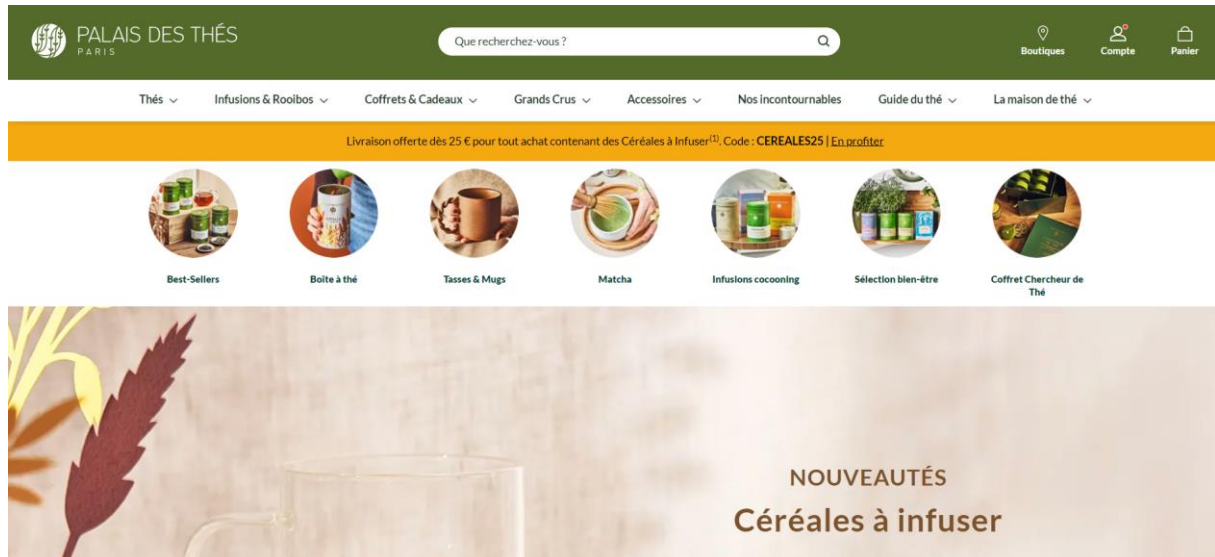 PALAIS DES THÉS
PARIS
Que recherchez-vous ?
Boutiques
Compte
Panier
Thés
Infusions & Rooibos
Coffrets & Cadeaux
Grands Crus
Accessoires
Nos incontournables
Guide du thé
La maison de thé
Livraison offerte dès 25 € pour tout achat contenant des Céréales à Infuser(1). Code : CEREALES25 | En profiter
Best-Sellers
Boîte à thé
Tasses & Mugs
Matcha
Infusions cocooning
Sélection bien-être
Coffret Chercheur de
Thé
NOUVEAUTÉS
Céréales à infuser